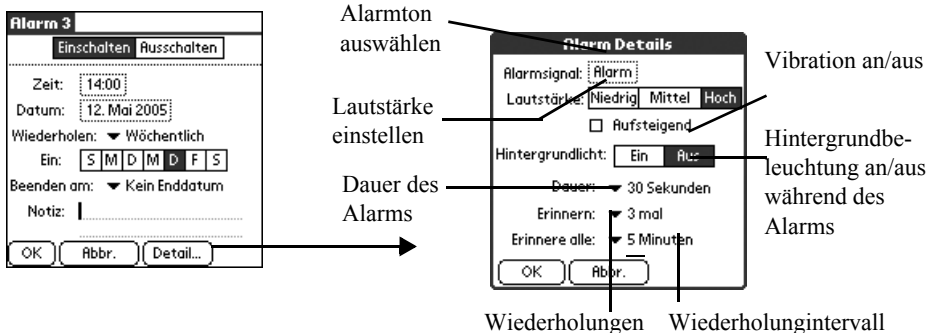 Alarm 3
Einschalten Ausschalten
Zeit: 14:00
Datum: 12. Mai 2005
Wiederholen: Wöchentlich
Ein: S M D M D F S
Beenden am: Kein Enddatum
Notiz:
OK Abbr. Detail...
Alarmton
auswählen
Lautstärke
einstellen
Dauer des
Alarms
Alarm Details
Alarmsignal: Alarm
Lautstärke: Niedrig Mittel Hoch
Aufsteigend
Hintergrundlicht: Ein Aus
Dauer: 30 Sekunden
Erinnern: 3 mal
Erinnere alle: 5 Minuten
OK Abbr.
Vibration an/aus
Hintergrundbe-
leuchtung an/aus
während des
Alarms
Wiederholungen
Wiederholungintervall